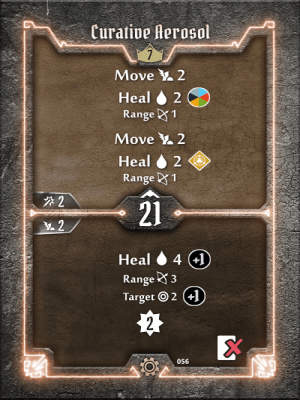 Curative Aerosol
7
Move 2
Heal 2
Range 1
Move 2
Heal 2
Range 1
2
21
2
Heal 4 +1
Range 3
Target 2 +1
2
056